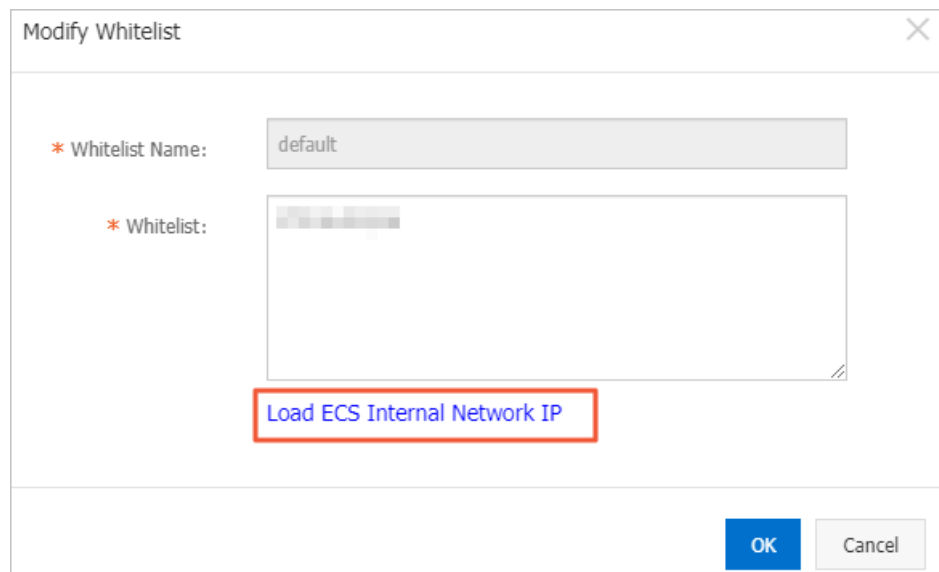 Modify Whitelist
* Whitelist Name:
default
* Whitelist:
Load ECS Internal Network IP
OK
Cancel